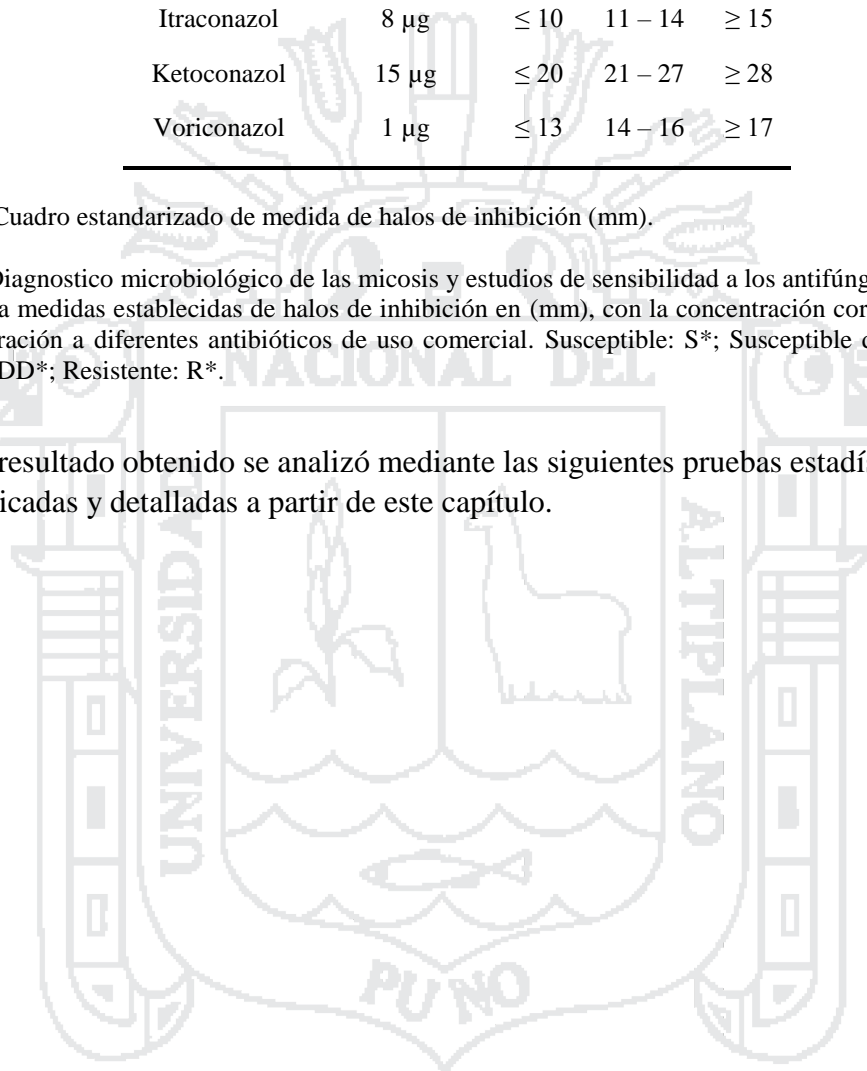 Itraconazol 8 µg ≤ 10 11 – 14 ≥ 15
Ketoconazol 15 µg ≤ 20 21 – 27 ≥ 28
Voriconazol 1 µg ≤ 13 14 – 16 ≥ 17
Cuadro estandarizado de medida de halos de inhibición (mm).
Diagnostico microbiológico de las micosis y estudios de sensibilidad a los antifúng
a medidas establecidas de halos de inhibición en (mm), con la concentración cor
ración a diferentes antibióticos de uso comercial. Susceptible: S*; Susceptible d
DD*; Resistente: R*.
NACIONAL DEL
resultado obtenido se analizó mediante las siguientes pruebas estadís
icadas y detalladas a partir de este capítulo.
UNIVERSIDAD
ALTIPLANO
PUNO